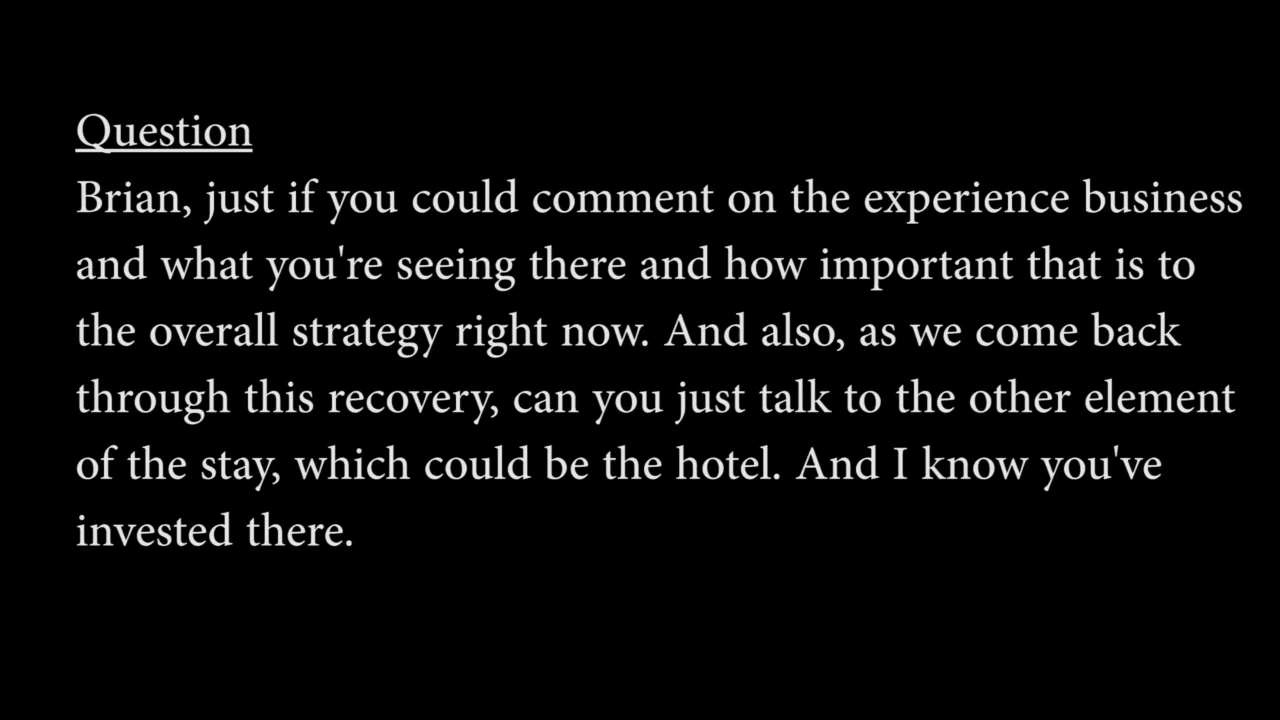 Question
Brian, just if you could comment on the experience business
and what you're seeing there and how important that is to
the overall strategy right now. And also, as we come back
through this recovery, can you just talk to the other element
of the stay, which could be the hotel. And I know you've
invested there.